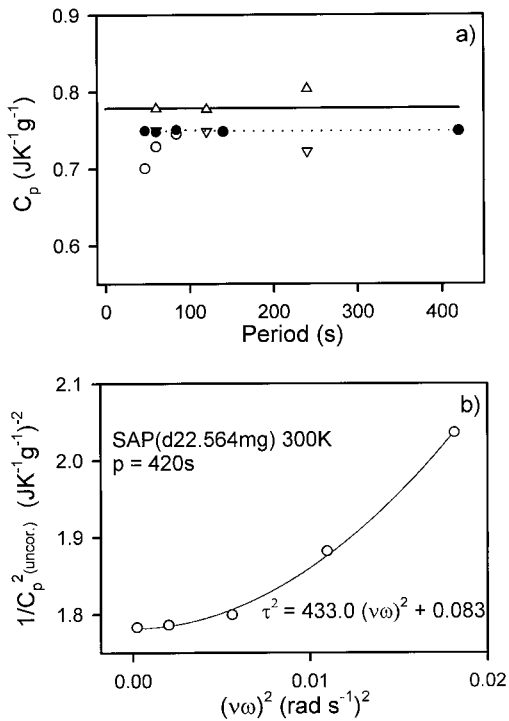 a)
0.9
0.8
0.7
0.6
C_p (JK⁻¹g⁻¹)
0 100 200 300 400
Period (s)
b)
2.1
2.0
1.9
1.8
1/C_p² (uncor.) (JK⁻¹g⁻¹)⁻²
SAP(d22.564mg) 300K
p = 420s
τ² = 433.0 (νω)² + 0.083
0.00 0.01 0.02
(νω)² (rad s⁻¹)²